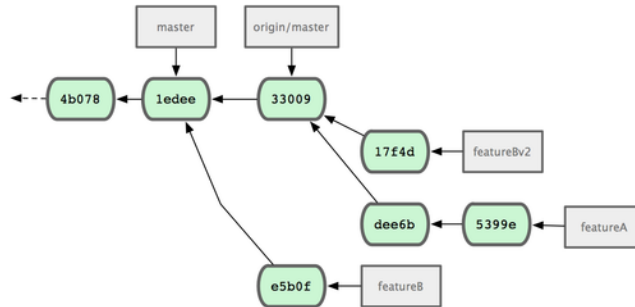 master
origin/master
4b078
1edee
33009
17f4d
featureBv2
dee6b
5399e
featureA
e5b0f
featureB